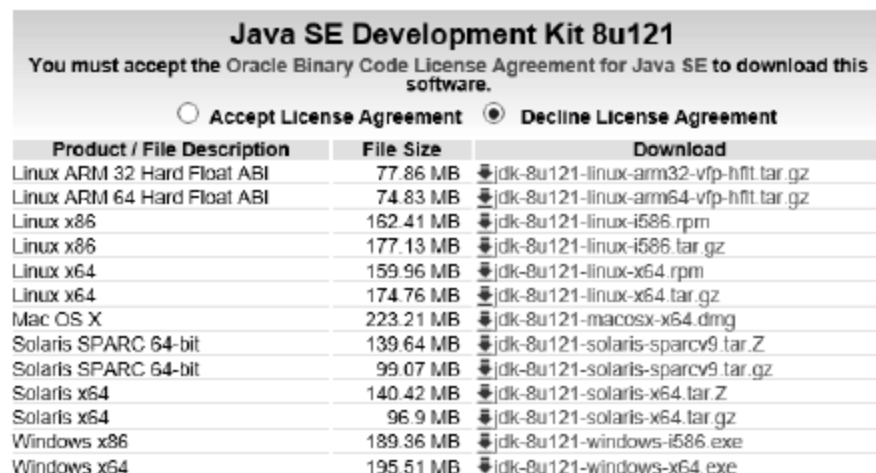 Java SE Development Kit 8u121
You must accept the Oracle Binary Code License Agreement for Java SE to download this
software.
Accept License Agreement Decline License Agreement
Product / File Description File Size Download
Linux ARM 32 Hard Float ABI 77.86 MB jdk-8u121-linux-arm32-vfp-hflt.tar.gz
Linux ARM 64 Hard Float ABI 74.83 MB jdk-8u121-linux-arm64-vfp-hflt.tar.gz
Linux x86 162.41 MB jdk-8u121-linux-i586.rpm
Linux x86 177.13 MB jdk-8u121-linux-i586.tar.gz
Linux x64 159.96 MB jdk-8u121-linux-x64.rpm
Linux x64 174.76 MB jdk-8u121-linux-x64.tar.gz
Mac OS X 223.21 MB jdk-8u121-macosx-x64.dmg
Solaris SPARC 64-bit 139.64 MB jdk-8u121-solaris-sparcv9.tar.Z
Solaris SPARC 64-bit 99.07 MB jdk-8u121-solaris-sparcv9.tar.gz
Solaris x64 140.42 MB jdk-8u121-solaris-x64.tar.Z
Solaris x64 96.9 MB jdk-8u121-solaris-x64.tar.gz
Windows x86 189.36 MB jdk-8u121-windows-i586.exe
Windows x64 195.51 MB jdk-8u121-windows-x64.exe